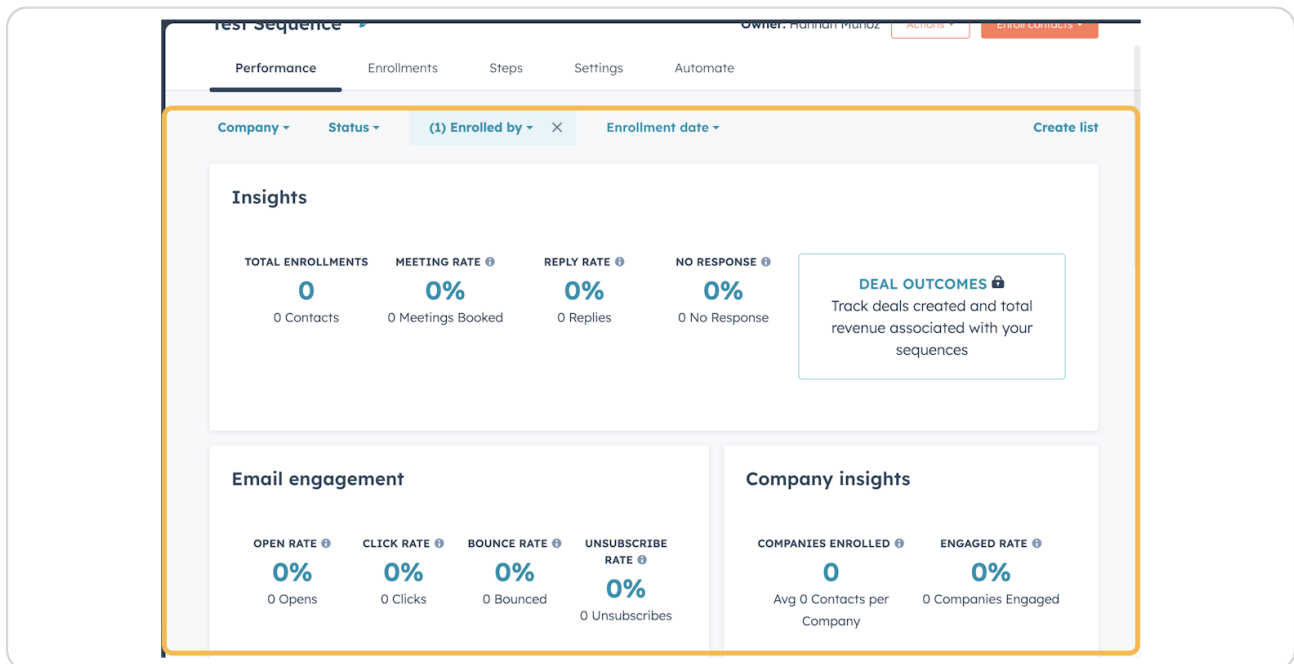 Test Sequence
Owner: Hannah Munoz
Actions
Enroll contacts
Performance Enrollments Steps Settings Automate
Company Status (1) Enrolled by Enrollment date Create list
Insights
TOTAL ENROLLMENTS MEETING RATE REPLY RATE NO RESPONSE
0 0% 0% 0%
0 Contacts 0 Meetings Booked 0 Replies 0 No Response
DEAL OUTCOMES
Track deals created and total
revenue associated with your
sequences
Email engagement
OPEN RATE CLICK RATE BOUNCE RATE UNSUBSCRIBE
RATE
0% 0% 0% 0%
0 Opens 0 Clicks 0 Bounced 0 Unsubscribes
Company insights
COMPANIES ENROLLED ENGAGED RATE
0 0%
Avg 0 Contacts per 0 Companies Engaged
Company